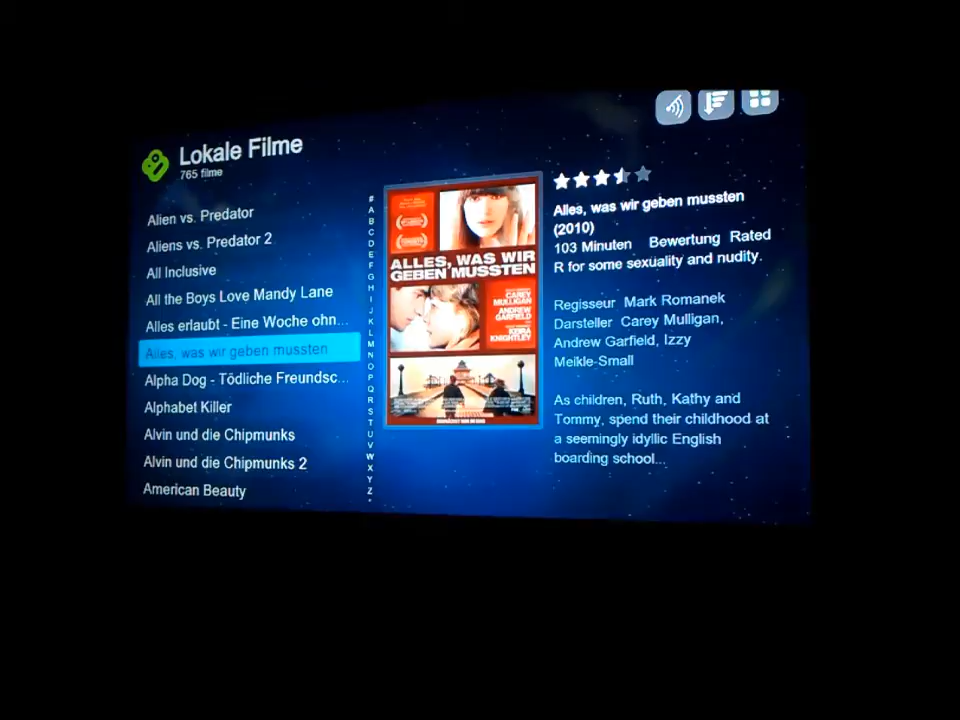 Lokale Filme
765 filme
Alien vs. Predator
Aliens vs. Predator 2
All Inclusive
All the Boys Love Mandy Lane
Alles erlaubt - Eine Woche ohn...
Alles, was wir geben mussten
Alpha Dog - Tödliche Freundsc...
Alphabet Killer
Alvin und die Chipmunks
Alvin und die Chipmunks 2
American Beauty
#
A
B
C
D
E
F
G
H
I
J
K
L
M
N
O
P
Q
R
S
T
U
V
W
X
Y
Z
*
ALLES, WAS WIR
GEBEN MUSSTEN
CAREY
MULLIGAN
ANDREW
GARFIELD
KEIRA
KNIGHTLEY
Alles, was wir geben mussten
(2010)
103 Minuten Bewertung Rated
R for some sexuality and nudity.
Regisseur Mark Romanek
Darsteller Carey Mulligan,
Andrew Garfield, Izzy
Meikle-Small
As children, Ruth, Kathy and
Tommy, spend their childhood at
a seemingly idyllic English
boarding school...